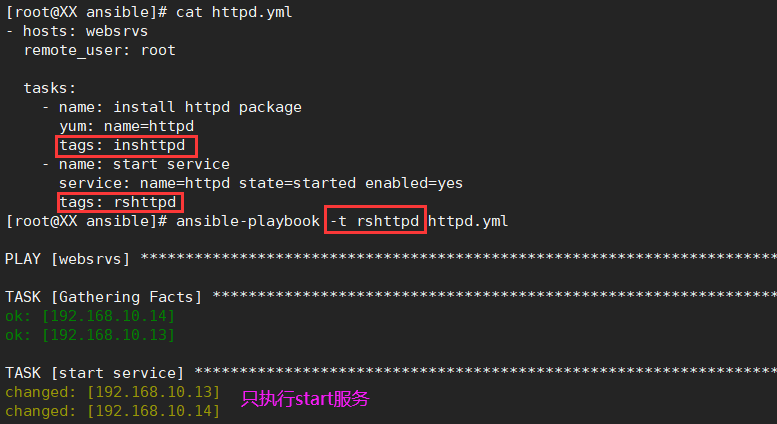 [root@XX ansible]# cat httpd.yml
- hosts: websrvs
  remote_user: root

  tasks:
    - name: install httpd package
      yum: name=httpd
      tags: inshttpd
    - name: start service
      service: name=httpd state=started enabled=yes
      tags: rshttpd
[root@XX ansible]# ansible-playbook -t rshttpd httpd.yml

PLAY [websrvs] ***********************************************************************

TASK [Gathering Facts] ***************************************************************
ok: [192.168.10.14]
ok: [192.168.10.13]

TASK [start service] *****************************************************************
changed: [192.168.10.13]
只执行start服务
changed: [192.168.10.14]